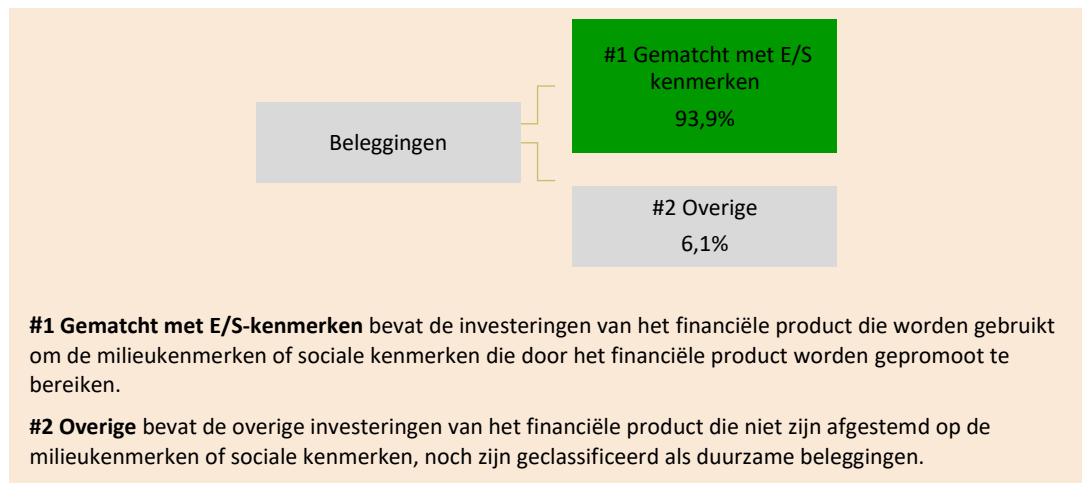 #1 Gematcht met E/S
kenmerken
93,9%
Beleggingen
#2 Overige
6,1%
#1 Gematcht met E/S-kenmerken bevat de investeringen van het financiële product die worden gebruikt
om de milieukenmerken of sociale kenmerken die door het financiële product worden gepromoot te
bereiken.
#2 Overige bevat de overige investeringen van het financiële product die niet zijn afgestemd op de
milieukenmerken of sociale kenmerken, noch zijn geclassificeerd als duurzame beleggingen.